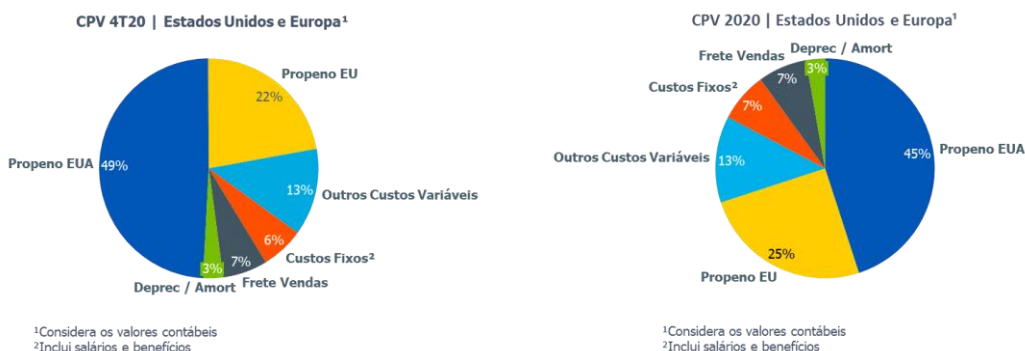 CPV 4T20 | Estados Unidos e Europa¹
Propeno EU
22%
Propeno EUA
49%
Outros Custos Variáveis
13%
Custos Fixos²
6%
Frete Vendas
7%
Deprec / Amort
3%
¹Considera os valores contábeis
²Inclui salários e benefícios
CPV 2020 | Estados Unidos e Europa¹
Deprec / Amort
3%
Frete Vendas
7%
Custos Fixos²
7%
Outros Custos Variáveis
13%
Propeno EUA
45%
Propeno EU
25%
¹Considera os valores contábeis
²Inclui salários e benefícios